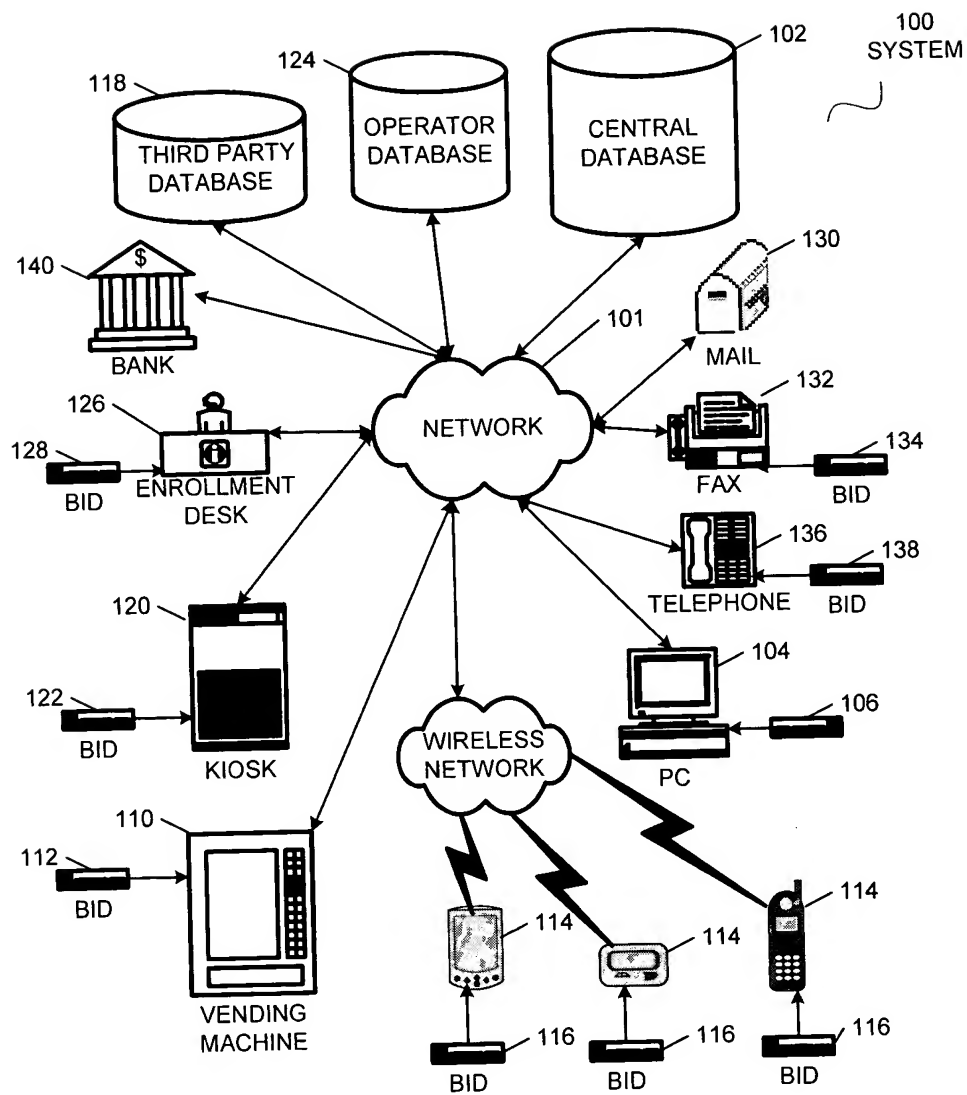 100
SYSTEM
102
124
118
CENTRAL
DATABASE
OPERATOR
DATABASE
THIRD PARTY
DATABASE
130
140
$
BANK
101
MAIL
126
132
NETWORK
128
BID
ENROLLMENT
DESK
134
FAX
BID
136
138
TELEPHONE
BID
120
104
122
BID
106
WIRELESS
NETWORK
KIOSK
PC
110
112
BID
114
114
114
VENDING
MACHINE
116
116
116
BID
BID
BID